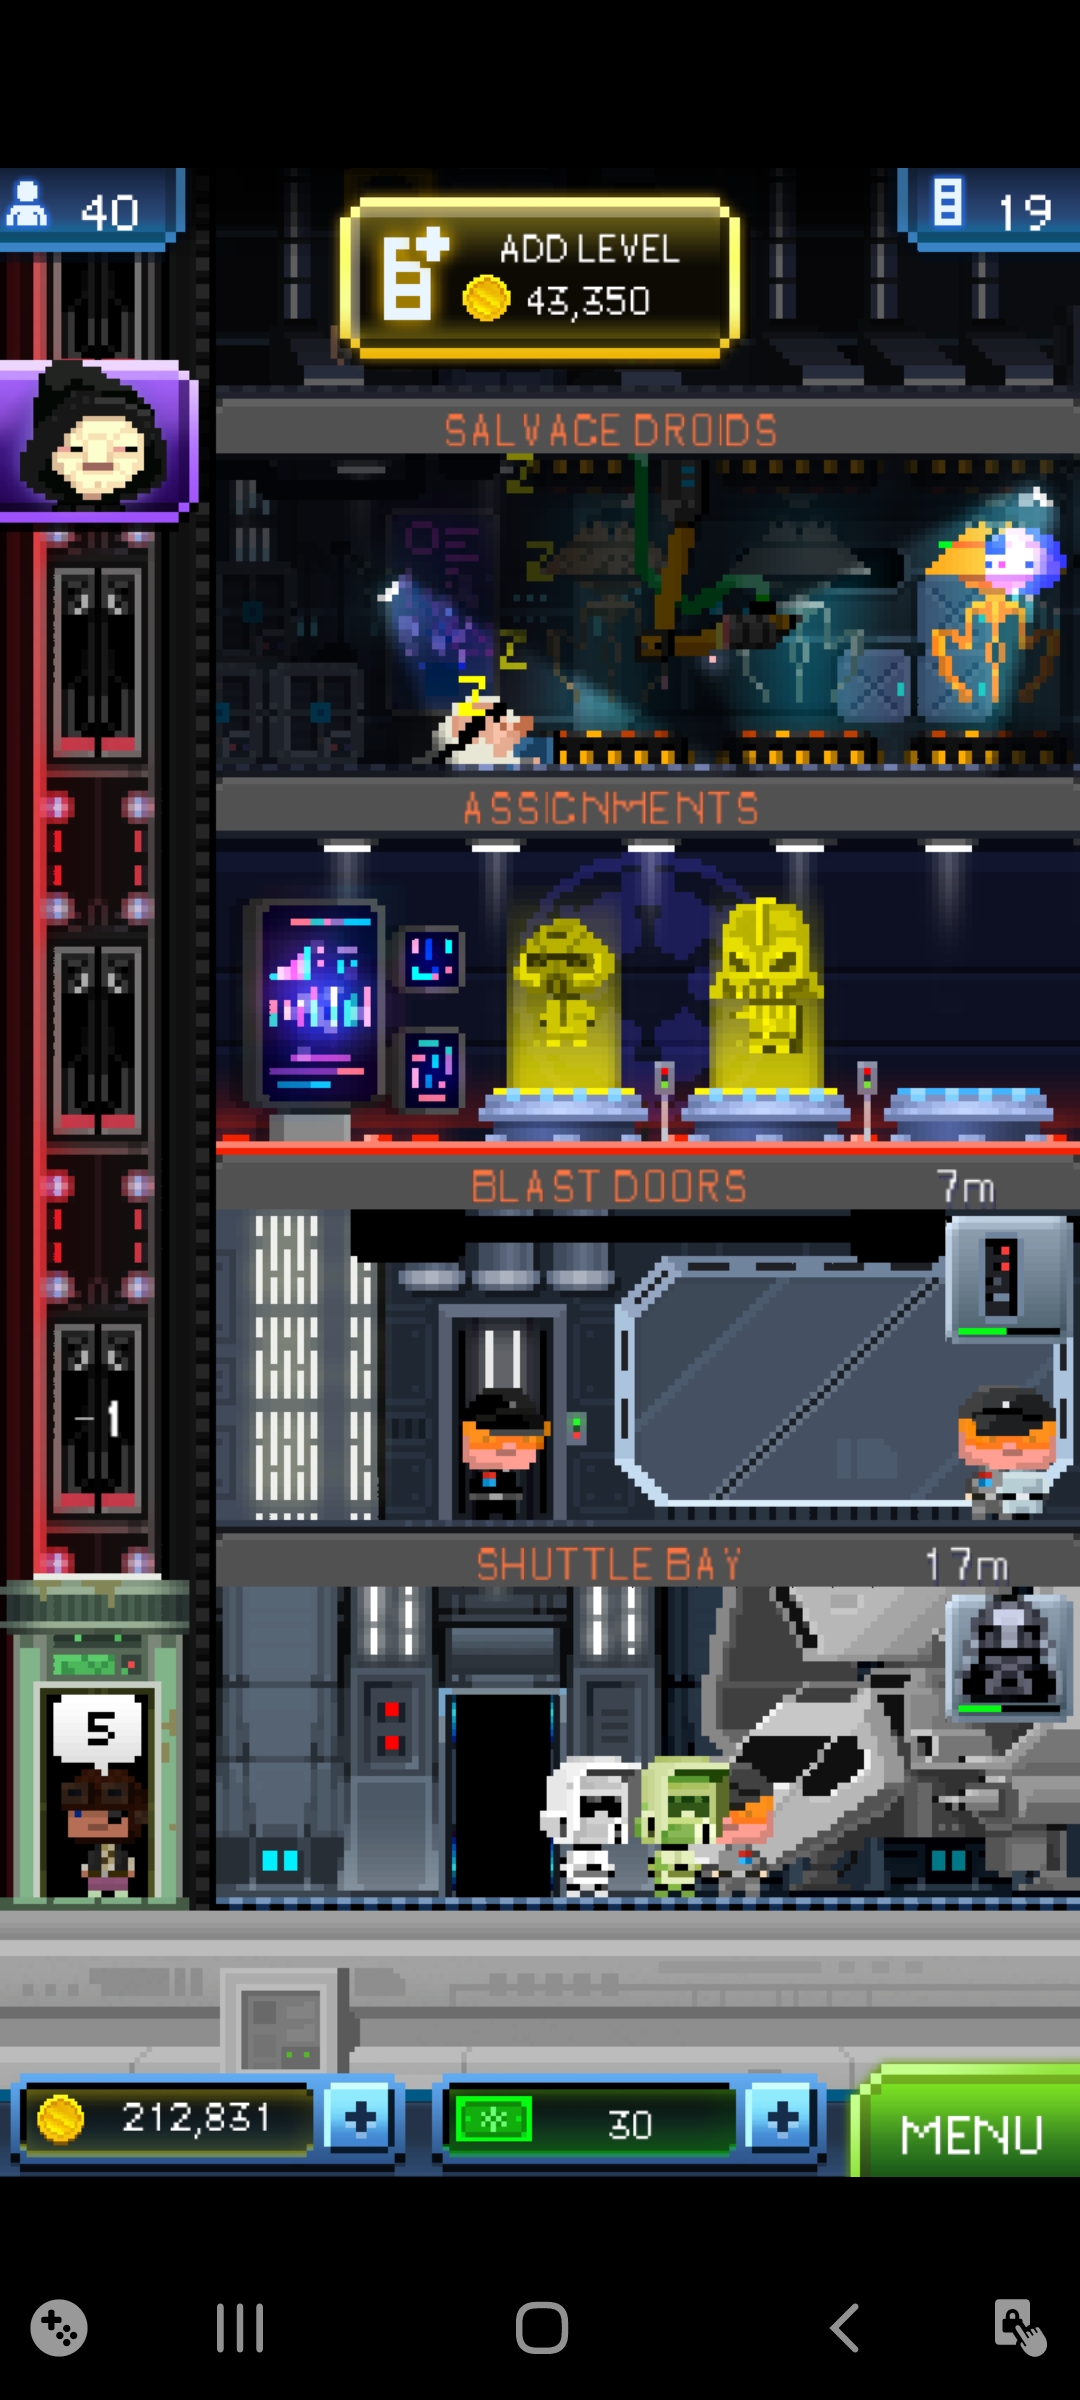 40
ADD LEVEL
43,350
19
SALVAGE DROIDS
Z
Z
Z
Z
ASSIGNMENTS
BLAST DOORS 7m
-1
SHUTTLE BAY 17m
5
212,831 +
30 +
MENU